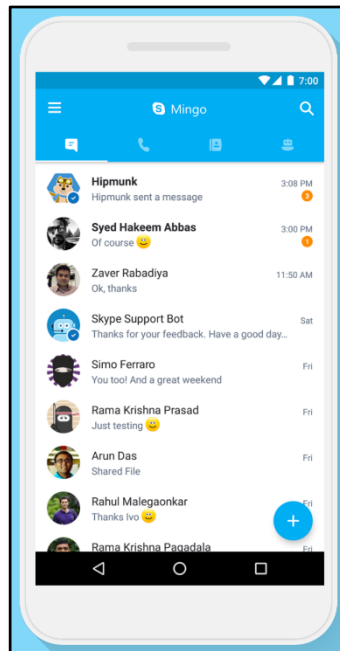 7:00
Mingo
Hipmunk 3:08 PM
Hipmunk sent a message
Syed Hakeem Abbas 3:00 PM
Of course 1
Zaver Rabadiya 11:50 AM
Ok, thanks
Skype Support Bot Sat
Thanks for your feedback. Have a good day...
Simo Ferraro Fri
You too! And a great weekend
Rama Krishna Prasad
Just testing
Arun Das Fri
Shared File
Rahul Malegaonkar Fri
Thanks Ivo
Rama Krishna Pagadala Fri